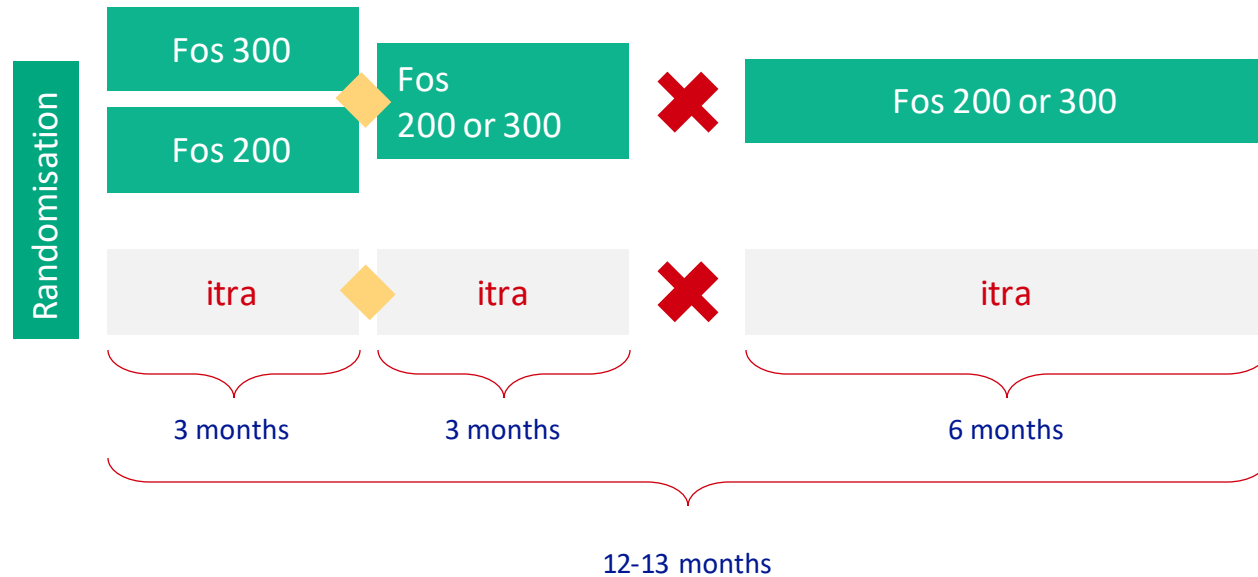 Randomisation
Fos 300
Fos 200
Fos
200 or 300
Fos 200 or 300
itra
itra
itra
3 months
3 months
6 months
12-13 months